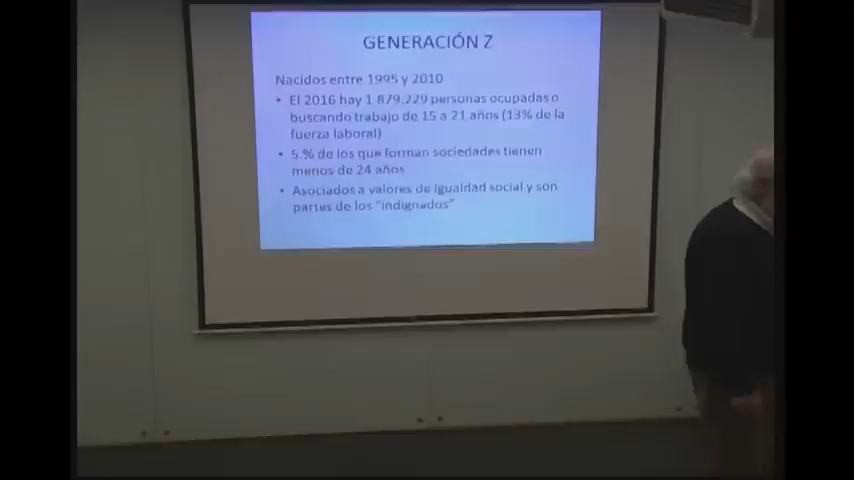 GENERACIÓN Z
Nacidos entre 1995 y 2010
• El 2016 hay 1 879.229 personas ocupadas o
buscando trabajo de 15 a 21 años (13% de la
fuerza laboral)
• 5.% de los que forman sociedades tienen
menos de 24 años
• Asociados a valores de igualdad social y son
partes de los "indignados"